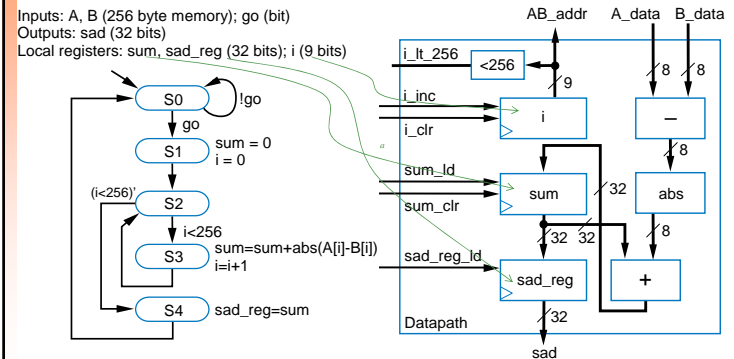 Inputs: A, B (256 byte memory); go (bit)
Outputs: sad (32 bits)
Local registers: sum, sad_reg (32 bits); i (9 bits)
S0
!go
go
S1
sum = 0
i = 0
(i<256)'
S2
i<256
S3
sum=sum+abs(A[i]-B[i])
i=i+1
S4
sad_reg=sum
AB_addr
A_data
B_data
i_lt_256
<256
8
8
9
i_inc
i
–
i_clr
a
8
sum_ld
sum
32
abs
sum_clr
8
32
32
sad_reg_ld
sad_reg
+
32
Datapath
sad